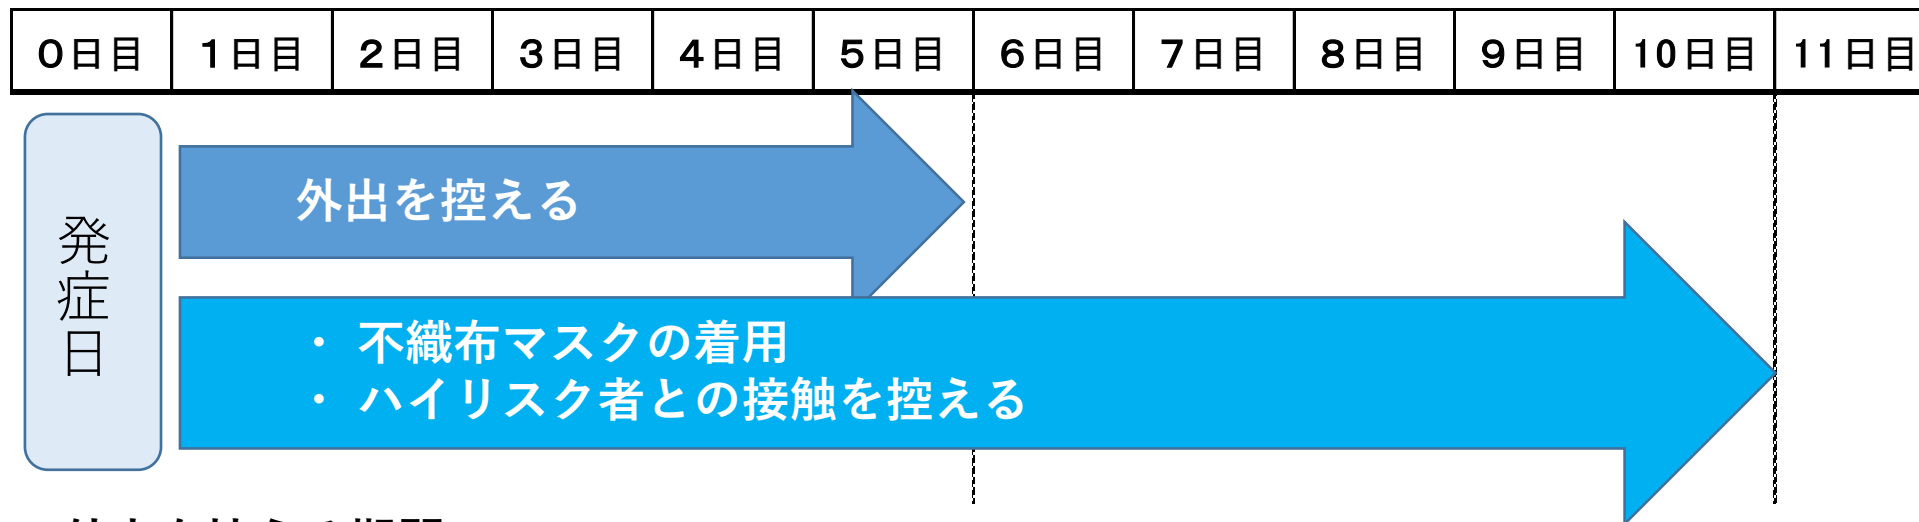 0日目 1日目 2日目 3日目 4日目 5日目 6日目 7日目 8日目 9日目 10日目 11日目
発症日
外出を控える
・ 不織布マスクの着用
・ ハイリスク者との接触を控える